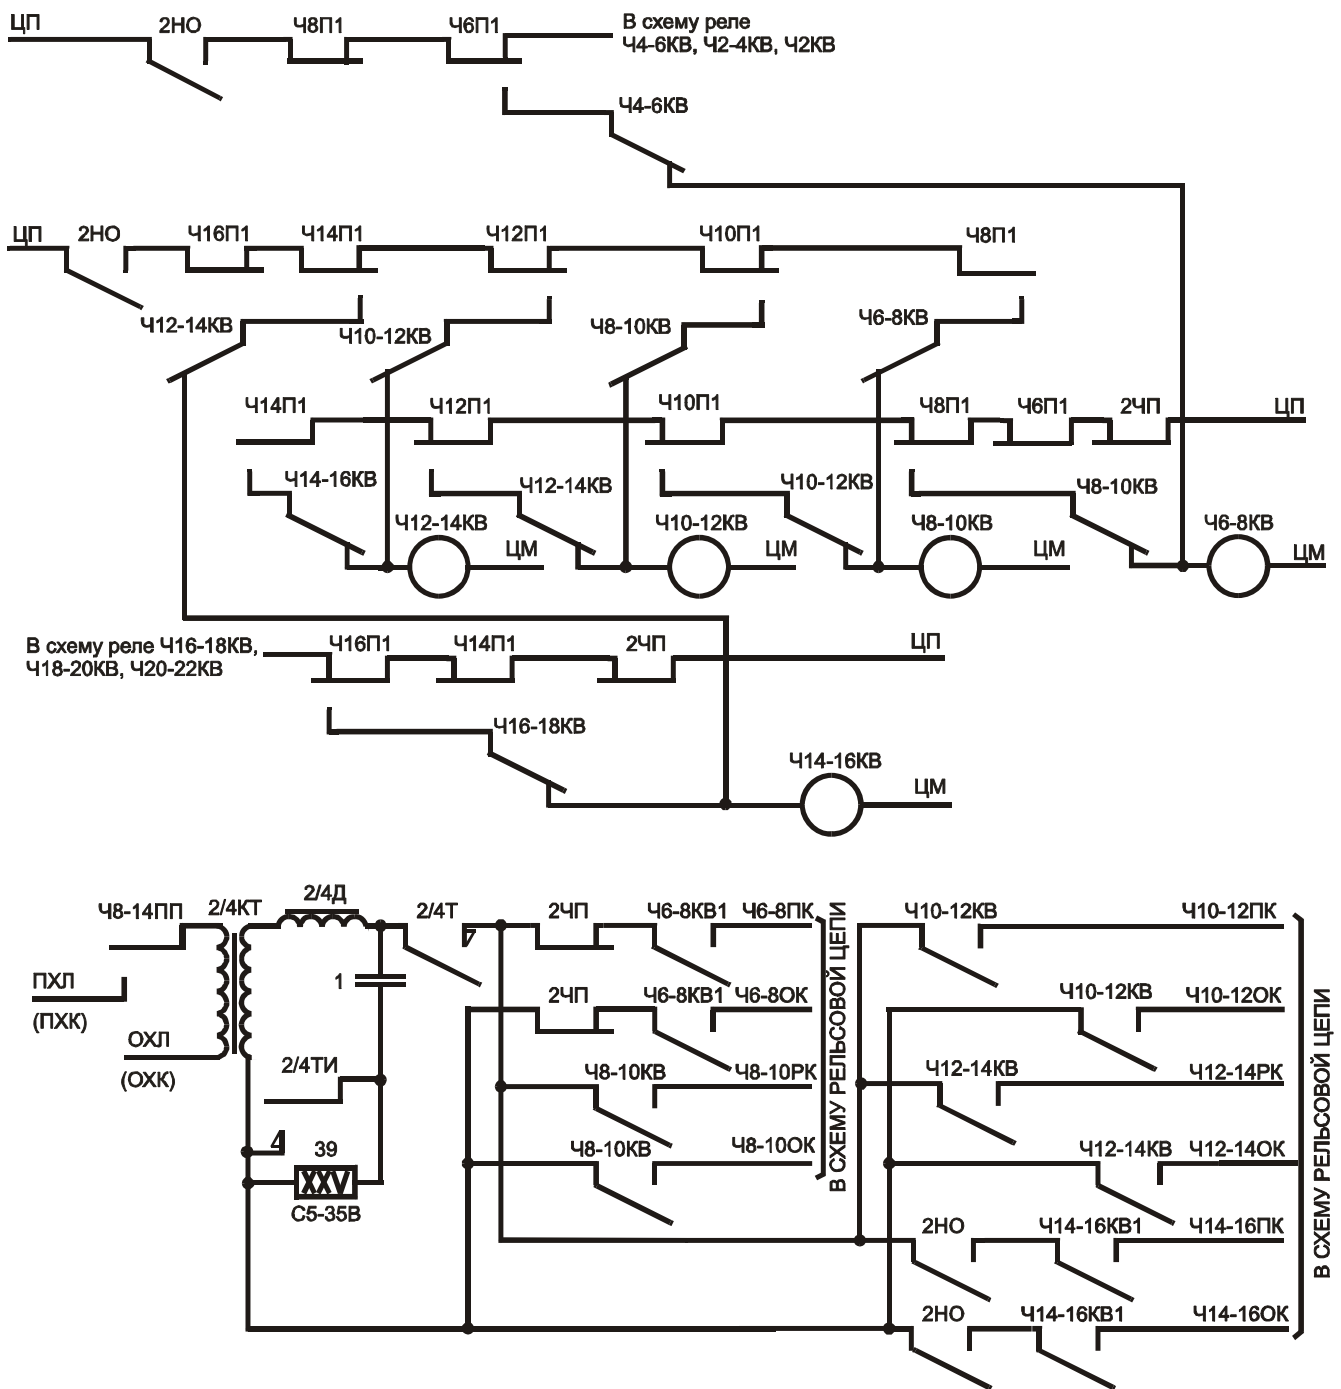 ЦП
2НО
Ч8П1
Ч6П1
В схему реле
Ч4-6КВ, Ч2-4КВ, Ч2КВ
Ч4-6КВ
ЦП
2НО
Ч16П1
Ч14П1
Ч12П1
Ч10П1
Ч8П1
Ч12-14КВ
Ч10-12КВ
Ч8-10КВ
Ч6-8КВ
Ч14П1
Ч12П1
Ч10П1
Ч8П1
Ч6П1
2ЧП
ЦП
Ч14-16КВ
Ч12-14КВ
Ч10-12КВ
Ч8-10КВ
Ч12-14КВ
ЦМ
Ч10-12КВ
ЦМ
Ч8-10КВ
ЦМ
Ч6-8КВ
ЦМ
В схему реле Ч16-18КВ,
Ч18-20КВ, Ч20-22КВ
Ч16П1
Ч14П1
2ЧП
ЦП
Ч16-18КВ
Ч14-16КВ
ЦМ
Ч8-14ПП
2/4КТ
2/4Д
2/4Т
2ЧП
Ч6-8КВ1
Ч6-8ПК
Ч10-12КВ
Ч10-12ПК
ПХЛ
(ПХК)
1
2ЧП
Ч6-8КВ1
Ч6-8ОК
Ч10-12КВ
Ч10-12ОК
ОХЛ
(ОХК)
2/4ТИ
Ч8-10КВ
Ч8-10РК
Ч12-14КВ
Ч12-14РК
4
39
С5-35В
Ч8-10КВ
Ч8-10ОК
Ч12-14КВ
Ч12-14ОК
В СХЕМУ РЕЛЬСОВОЙ ЦЕПИ
2НО
Ч14-16КВ1
Ч14-16ПК
2НО
Ч14-16КВ1
Ч14-16ОК
В СХЕМУ РЕЛЬСОВОЙ ЦЕПИ